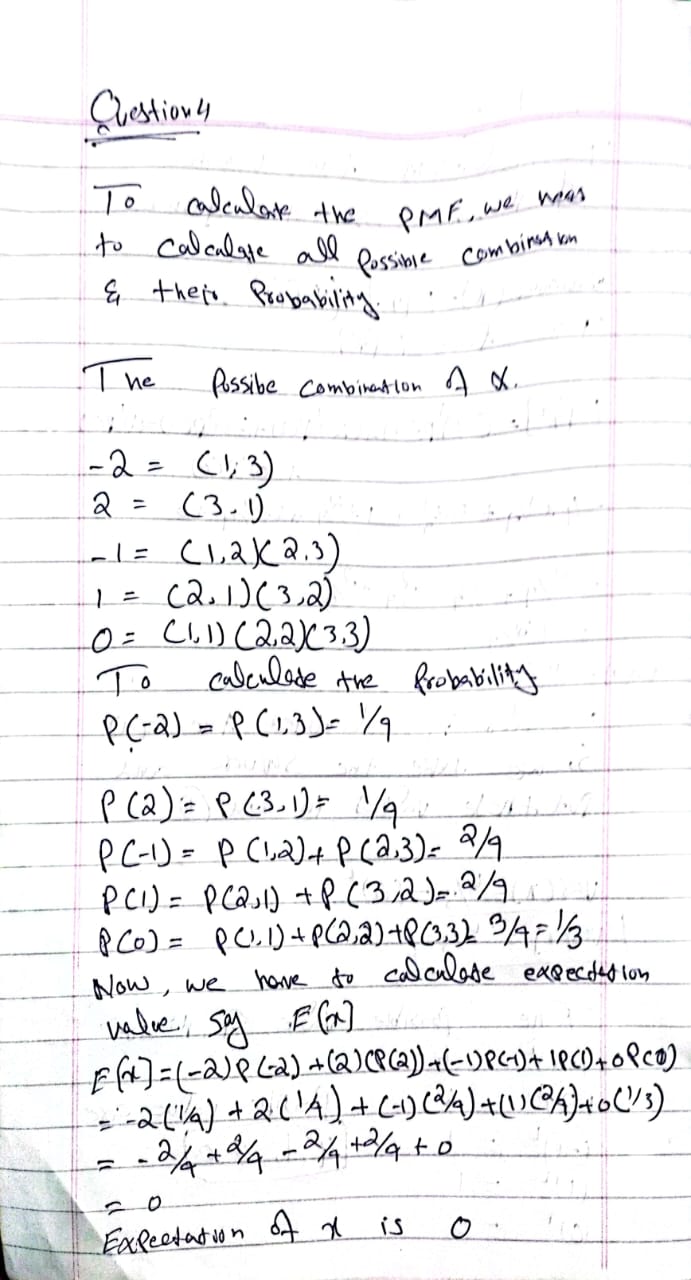 Question 4
To calculate the PMF, we
to calculate all Possible combination
& their Probability.
The Possibe Combination of x.
-2 = (1,3)
2 = (3,1)
-1 = (1,2)(2,3)
1 = (2,1)(3,2)
0 = (1,1)(2,2)(3,3)
To calculate the Probability
P(-2) = P(1,3) = 1/9
P(2) = P(3,1) = 1/9
P(-1) = P(1,2) + P(2,3) = 2/9
P(1) = P(2,1) + P(3,2) = 2/9
P(0) = P(1,1) + P(2,2) + P(3,3) = 3/9 = 1/3
Now, we have to calculate expectation
value, say E[x]
E[x] = (-2)P(-2) + (2)(P(2)) + (-1)P(-1) + 1P(1) + 0P(0)
= -2(1/9) + 2(1/9) + (-1)(2/9) + (1)(2/9) + 0(1/3)
= -2/9 + 2/9 - 2/9 + 2/9 + 0
= 0
Expectation of x is 0